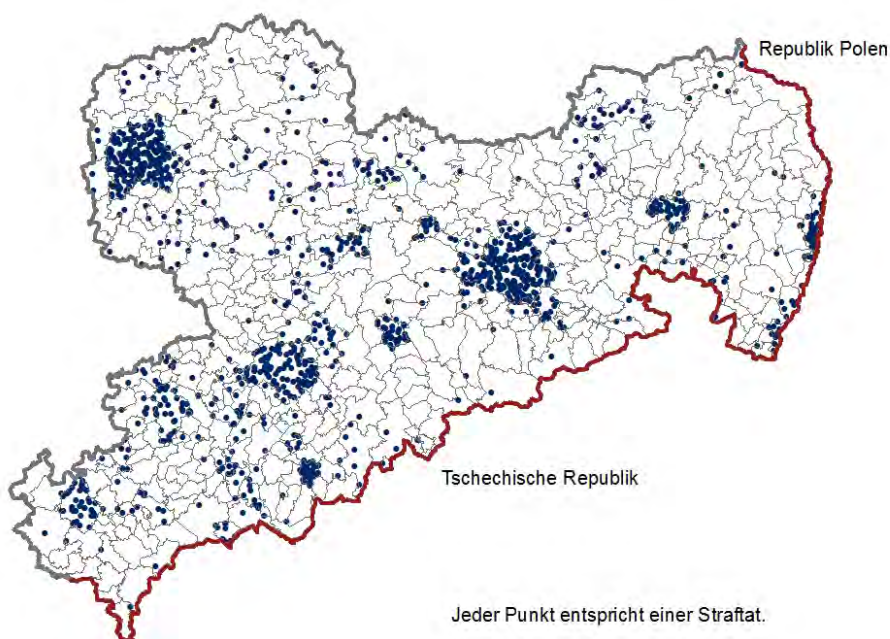 Republik Polen
Tschechische Republik
Jeder Punkt entspricht einer Straftat.